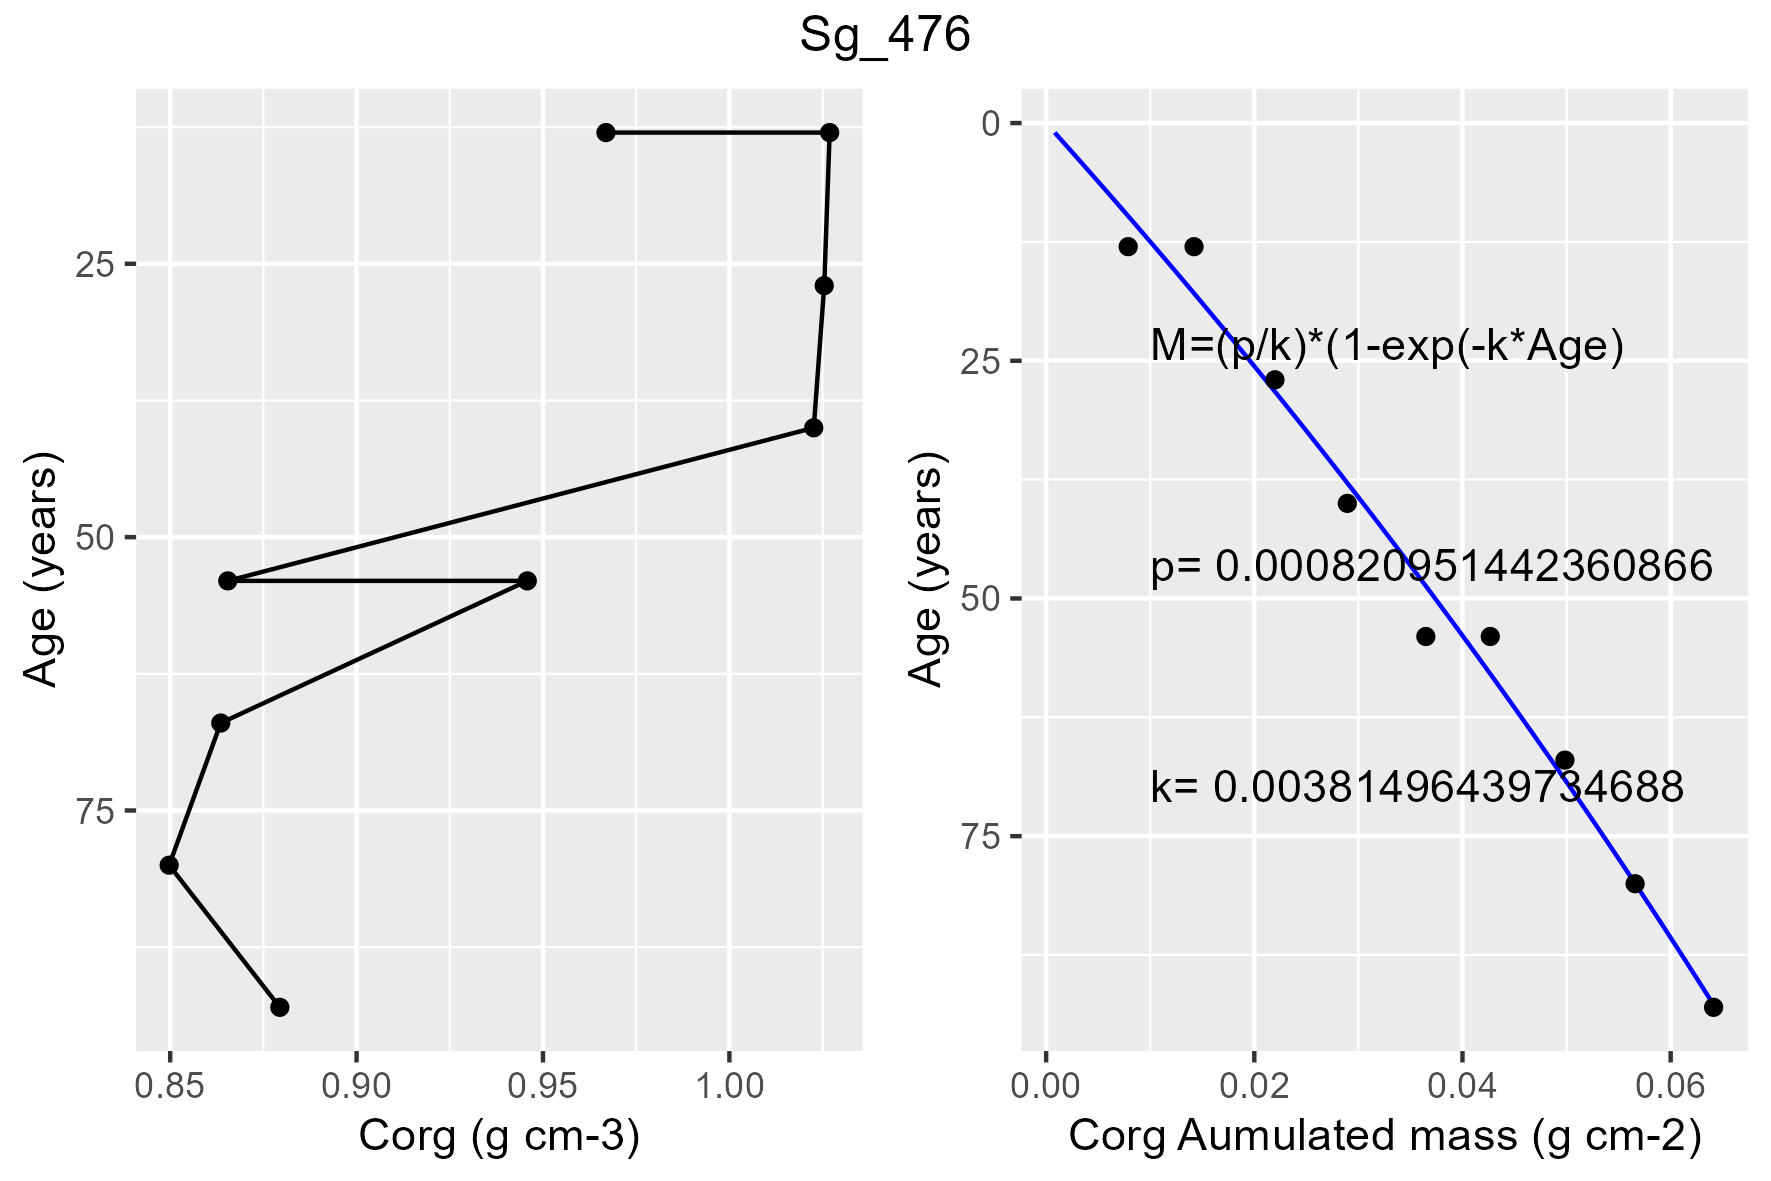 Sg_476
Age (years)
25
50
75
0.85 0.90 0.95 1.00
Corg (g cm-3)
Age (years)
0
25
50
75
M=(p/k)*(1-exp(-k*Age)
p= 0.000820951442360866
k= 0.00381496439734688
0.00 0.02 0.04 0.06
Corg Aumulated mass (g cm-2)